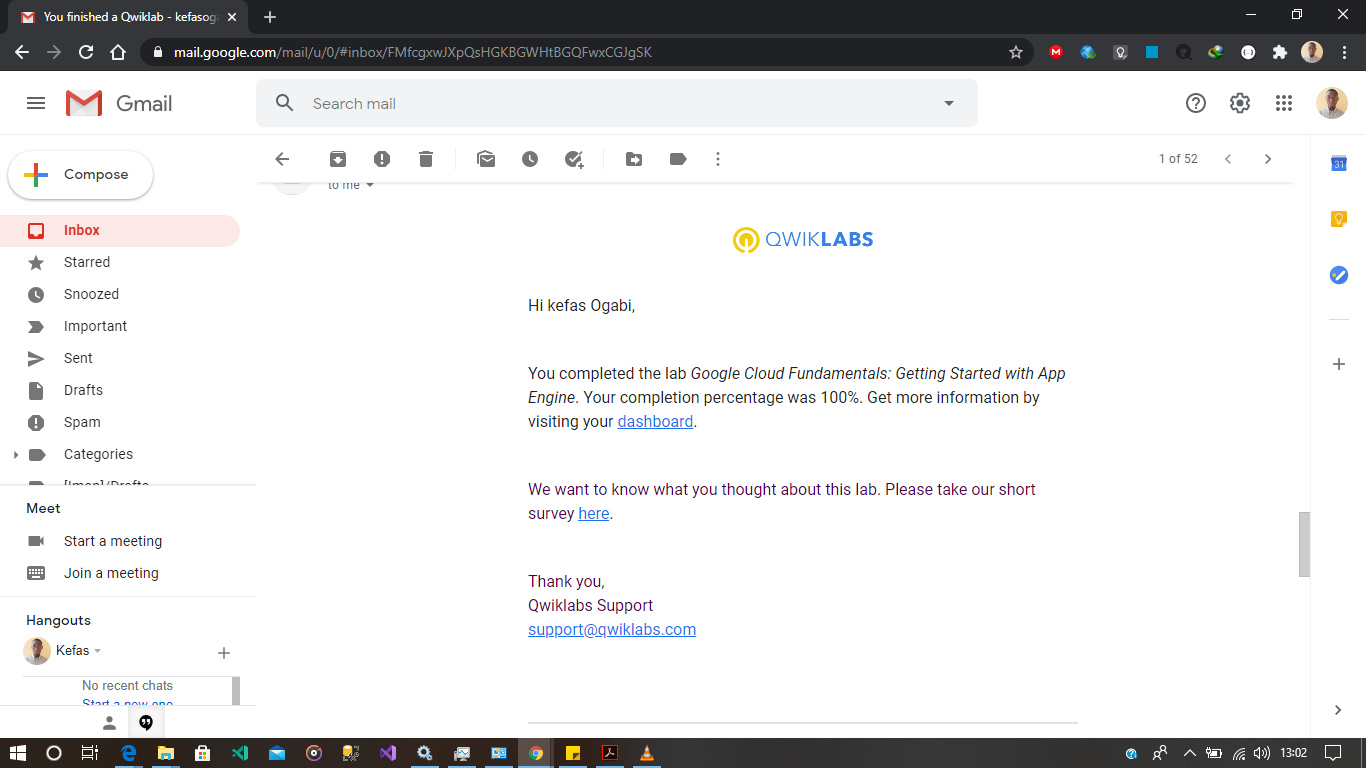 You finished a Qwiklab - kefasoga
mail.google.com/mail/u/0/#inbox/FMfcgxwJXpQsHGKBGWHtBGQFwxCGJgSK
Gmail
Search mail
Compose
1 of 52
31
to me
Inbox
Starred
Snoozed
Important
Sent
Drafts
Spam
Categories
[Imap]/Drafts
Meet
Start a meeting
Join a meeting
Hangouts
Kefas
No recent chats
Start a new one
QWIKLABS
Hi kefas Ogabi,
You completed the lab Google Cloud Fundamentals: Getting Started with App
Engine. Your completion percentage was 100%. Get more information by
visiting your dashboard.
We want to know what you thought about this lab. Please take our short
survey here.
Thank you,
Qwiklabs Support
support@qwiklabs.com
13:02